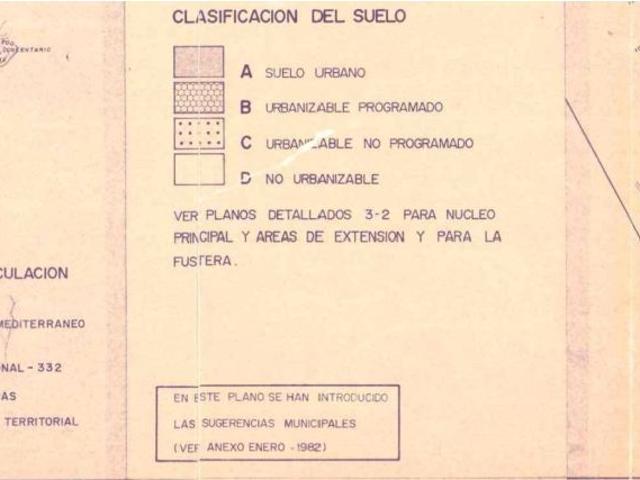 CLASIFICACION DEL SUELO
A SUELO URBANO
B URBANIZABLE PROGRAMADO
C URBANIZABLE NO PROGRAMADO
D NO URBANIZABLE
VER PLANOS DETALLADOS 3-2 PARA NUCLEO
PRINCIPAL Y AREAS DE EXTENSION Y PARA LA
FUSTERA.
CULACION
MEDITERRANEO
NAL-332
AS
TERRITORIAL
EN ESTE PLANO SE HAN INTRODUCIDO
LAS SUGERENCIAS MUNICIPALES
(VER ANEXO ENERO-1982)